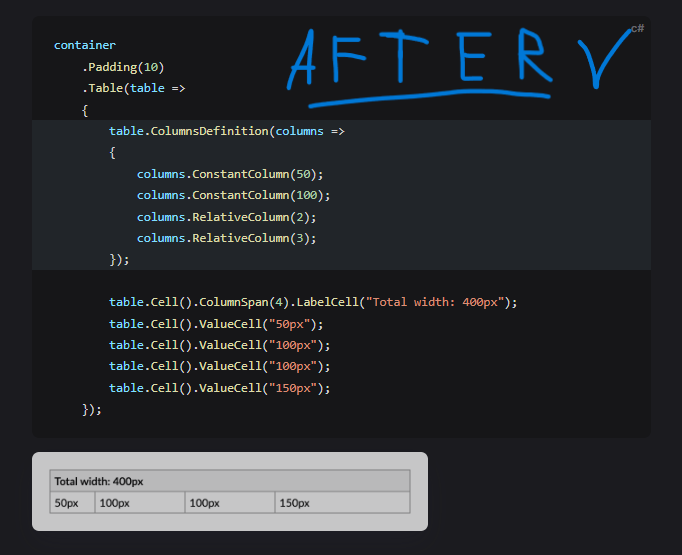 c#
AFTER
container
.Padding(10)
.Table(table =>
{
table.ColumnsDefinition(columns =>
{
columns.ConstantColumn(50);
columns.ConstantColumn(100);
columns.RelativeColumn(2);
columns.RelativeColumn(3);
});
table.Cell().ColumnSpan(4).LabelCell("Total width: 400px");
table.Cell().ValueCell("50px");
table.Cell().ValueCell("100px");
table.Cell().ValueCell("100px");
table.Cell().ValueCell("150px");
});
Total width: 400px
50px 100px 100px 150px